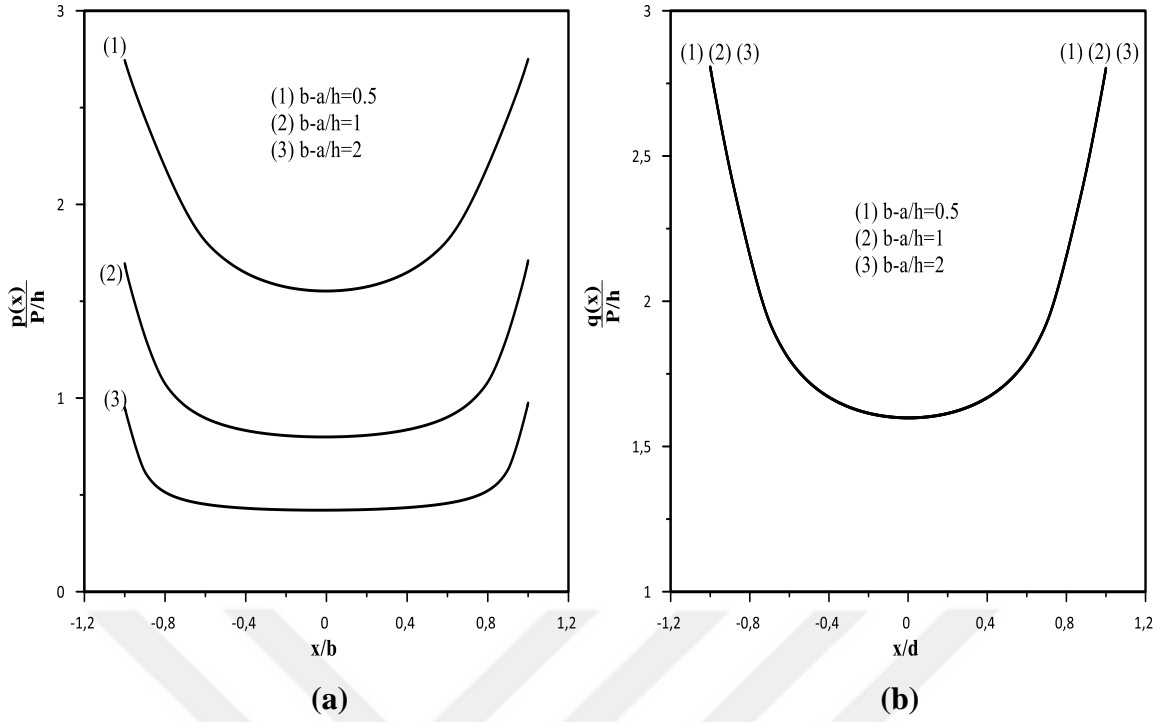 3
2
1
0
-1,2
-0,8
-0,4
0
0,4
0,8
1,2
p(x)
P/h
x/b
(1)
(2)
(3)
(1) b-a/h=0.5
(2) b-a/h=1
(3) b-a/h=2
(a)
3
2,5
2
1,5
1
-1,2
-0,8
-0,4
0
0,4
0,8
1,2
q(x)
P/h
x/d
(1) (2) (3)
(1) (2) (3)
(1) b-a/h=0.5
(2) b-a/h=1
(3) b-a/h=2
(b)